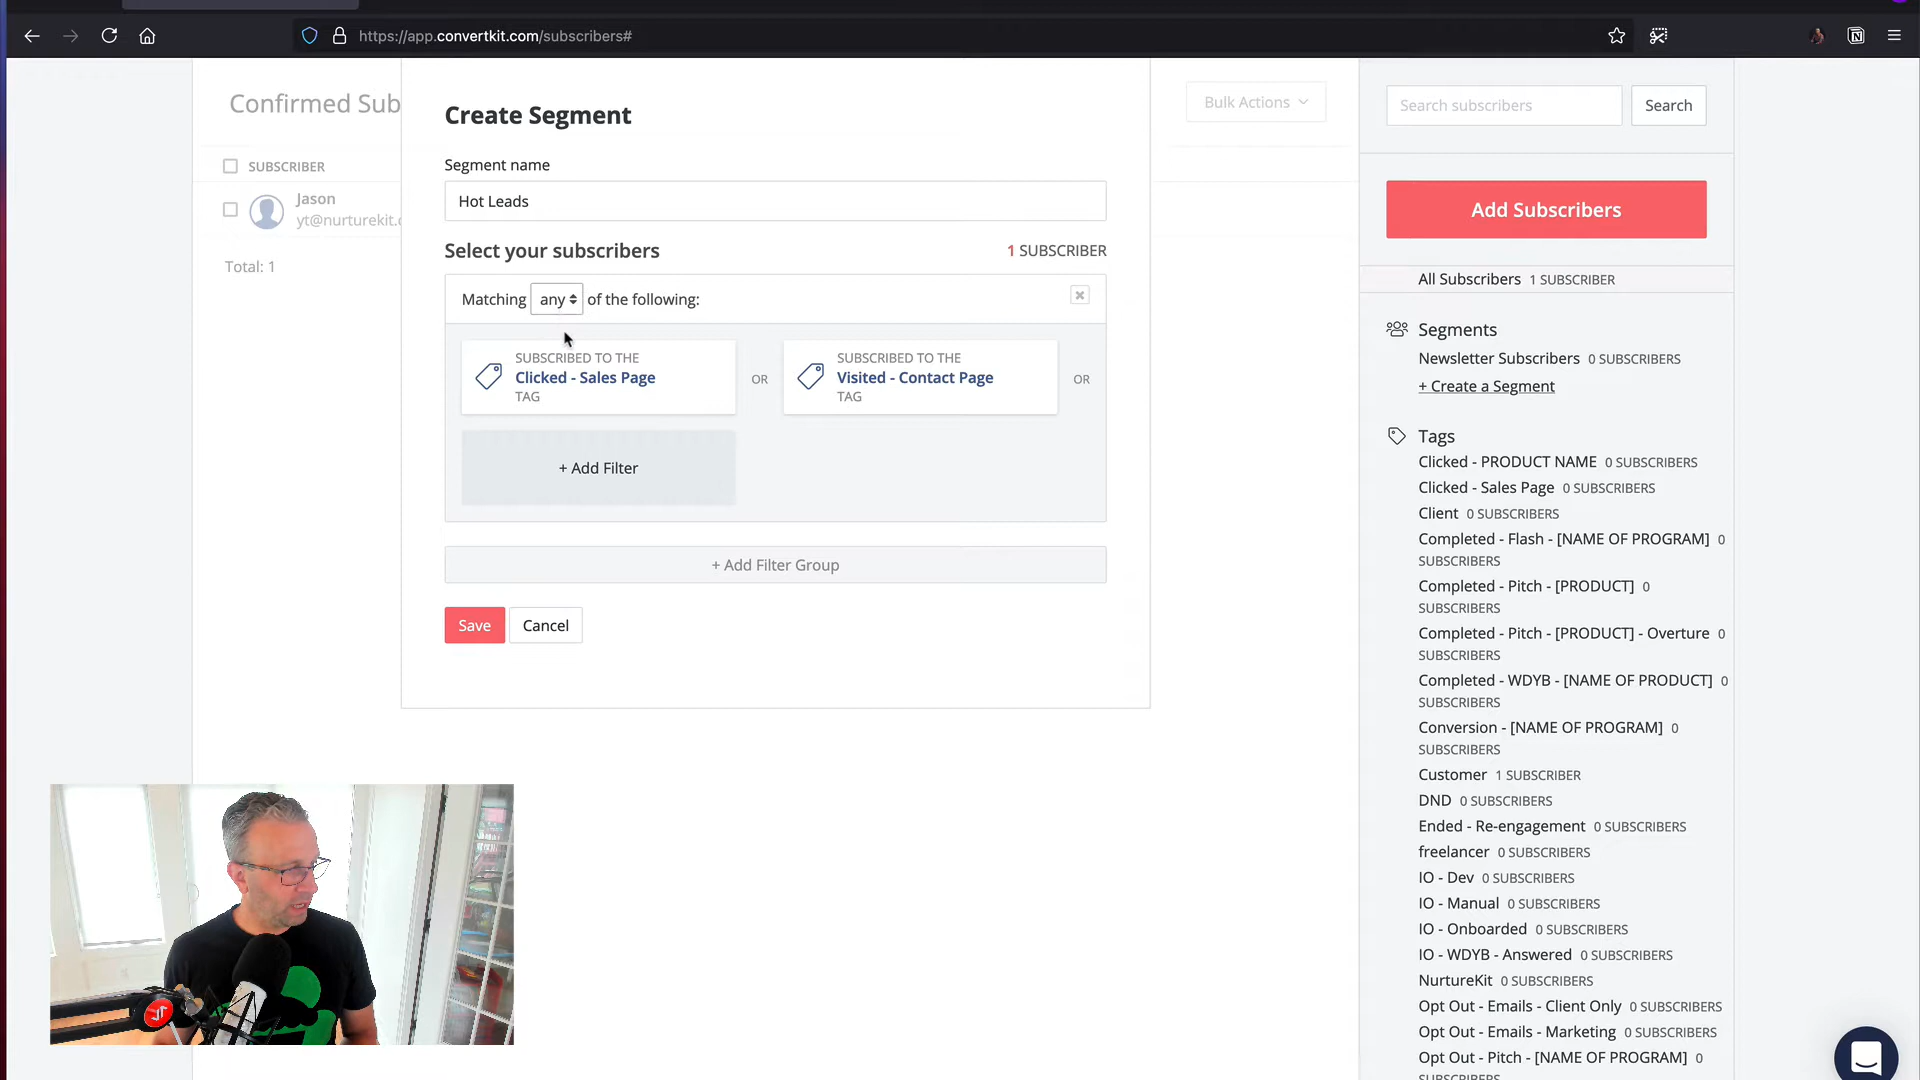 https://app.convertkit.com/subscribers#
Confirmed Sub
SUBSCRIBER
Jason
yt@nurturekit.c
Total: 1
Create Segment
Segment name
Hot Leads
Select your subscribers
1 SUBSCRIBER
Matching any of the following:
SUBSCRIBED TO THE
Clicked - Sales Page
TAG
OR
SUBSCRIBED TO THE
Visited - Contact Page
TAG
OR
+ Add Filter
+ Add Filter Group
Save
Cancel
Bulk Actions
Search subscribers
Search
Add Subscribers
All Subscribers 1 SUBSCRIBER
Segments
Newsletter Subscribers 0 SUBSCRIBERS
+ Create a Segment
Tags
Clicked - PRODUCT NAME 0 SUBSCRIBERS
Clicked - Sales Page 0 SUBSCRIBERS
Client 0 SUBSCRIBERS
Completed - Flash - [NAME OF PROGRAM] 0
SUBSCRIBERS
Completed - Pitch - [PRODUCT] 0
SUBSCRIBERS
Completed - Pitch - [PRODUCT] - Overture 0
SUBSCRIBERS
Completed - WDYB - [NAME OF PRODUCT] 0
SUBSCRIBERS
Conversion - [NAME OF PROGRAM] 0
SUBSCRIBERS
Customer 1 SUBSCRIBER
DND 0 SUBSCRIBERS
Ended - Re-engagement 0 SUBSCRIBERS
freelancer 0 SUBSCRIBERS
IO - Dev 0 SUBSCRIBERS
IO - Manual 0 SUBSCRIBERS
IO - Onboarded 0 SUBSCRIBERS
IO - WDYB - Answered 0 SUBSCRIBERS
NurtureKit 0 SUBSCRIBERS
Opt Out - Emails - Client Only 0 SUBSCRIBERS
Opt Out - Emails - Marketing 0 SUBSCRIBERS
Opt Out - Pitch - [NAME OF PROGRAM] 0
SUBSCRIBERS